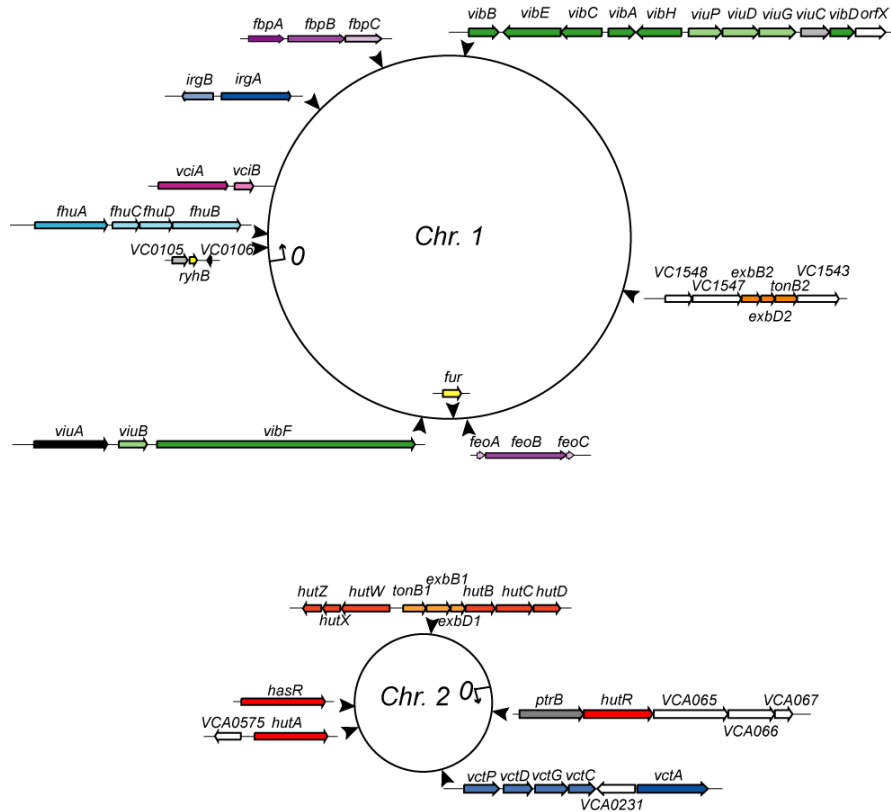 fbpA fbpB fbpC
vibB vibE vibC vibA vibH viuP viuD viuG viuC vibD orfX
irgB irgA
vciA vciB
fhuA fhuC fhuD fhuB
VC0105 VC0106
ryhB
0
Chr. 1
VC1548 exbB2 VC1543
VC1547 tonB2
exbD2
fur
viuA viuB vibF
feoA feoB feoC
exbB1
hutZ hutW tonB1 hutB hutC hutD
hutX exbD1
Chr. 2
0
hasR
VCA0575 hutA
ptrB hutR VCA065 VCA067
VCA066
vctP vctD vctG vctC vctA
VCA0231